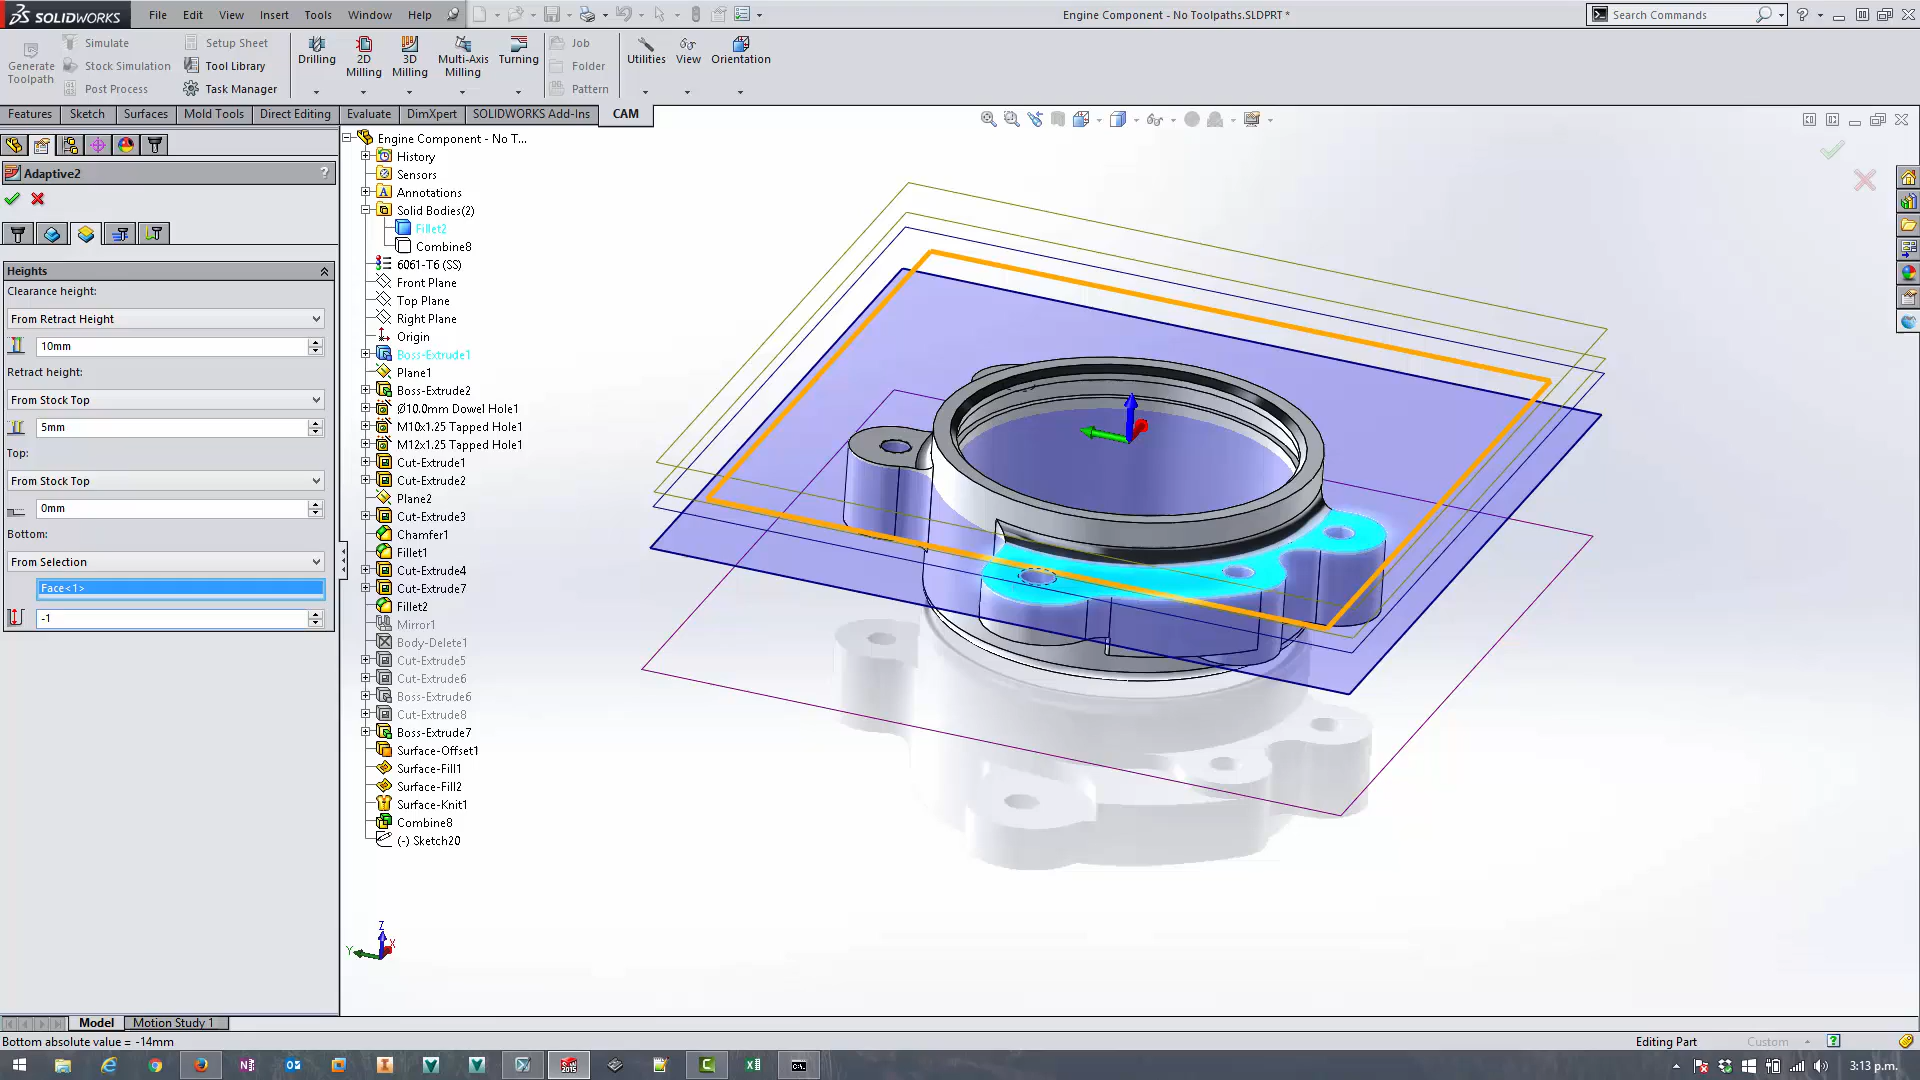 SOLIDWORKS
File Edit View Insert Tools Window Help
Engine Component - No Toolpaths.SLDPRT *
Search Commands
Generate Toolpath
Simulate
Stock Simulation
Post Process
Setup Sheet
Tool Library
Task Manager
Drilling
2D Milling
3D Milling
Multi-Axis Milling
Turning
Job
Folder
Pattern
Utilities
View
Orientation
Features Sketch Surfaces Mold Tools Direct Editing Evaluate DimXpert SOLIDWORKS Add-Ins CAM
Adaptive2
?
Heights
Clearance height:
From Retract Height
10mm
Retract height:
From Stock Top
5mm
Top:
From Stock Top
0mm
Bottom:
From Selection
Face<1>
-1
Engine Component - No T...
History
Sensors
Annotations
Solid Bodies(2)
Fillet2
Combine8
6061-T6 (SS)
Front Plane
Top Plane
Right Plane
Origin
Boss-Extrude1
Plane1
Boss-Extrude2
Ø10.0mm Dowel Hole1
M10x1.25 Tapped Hole1
M12x1.25 Tapped Hole1
Cut-Extrude1
Cut-Extrude2
Plane2
Cut-Extrude3
Chamfer1
Fillet1
Cut-Extrude4
Cut-Extrude7
Fillet2
Mirror1
Body-Delete1
Cut-Extrude5
Cut-Extrude6
Boss-Extrude6
Cut-Extrude8
Boss-Extrude7
Surface-Offset1
Surface-Fill1
Surface-Fill2
Surface-Knit1
Combine8
(-) Sketch20
Z
Y
X
Model Motion Study 1
Bottom absolute value = -14mm
Editing Part
Custom
3:13 p.m.